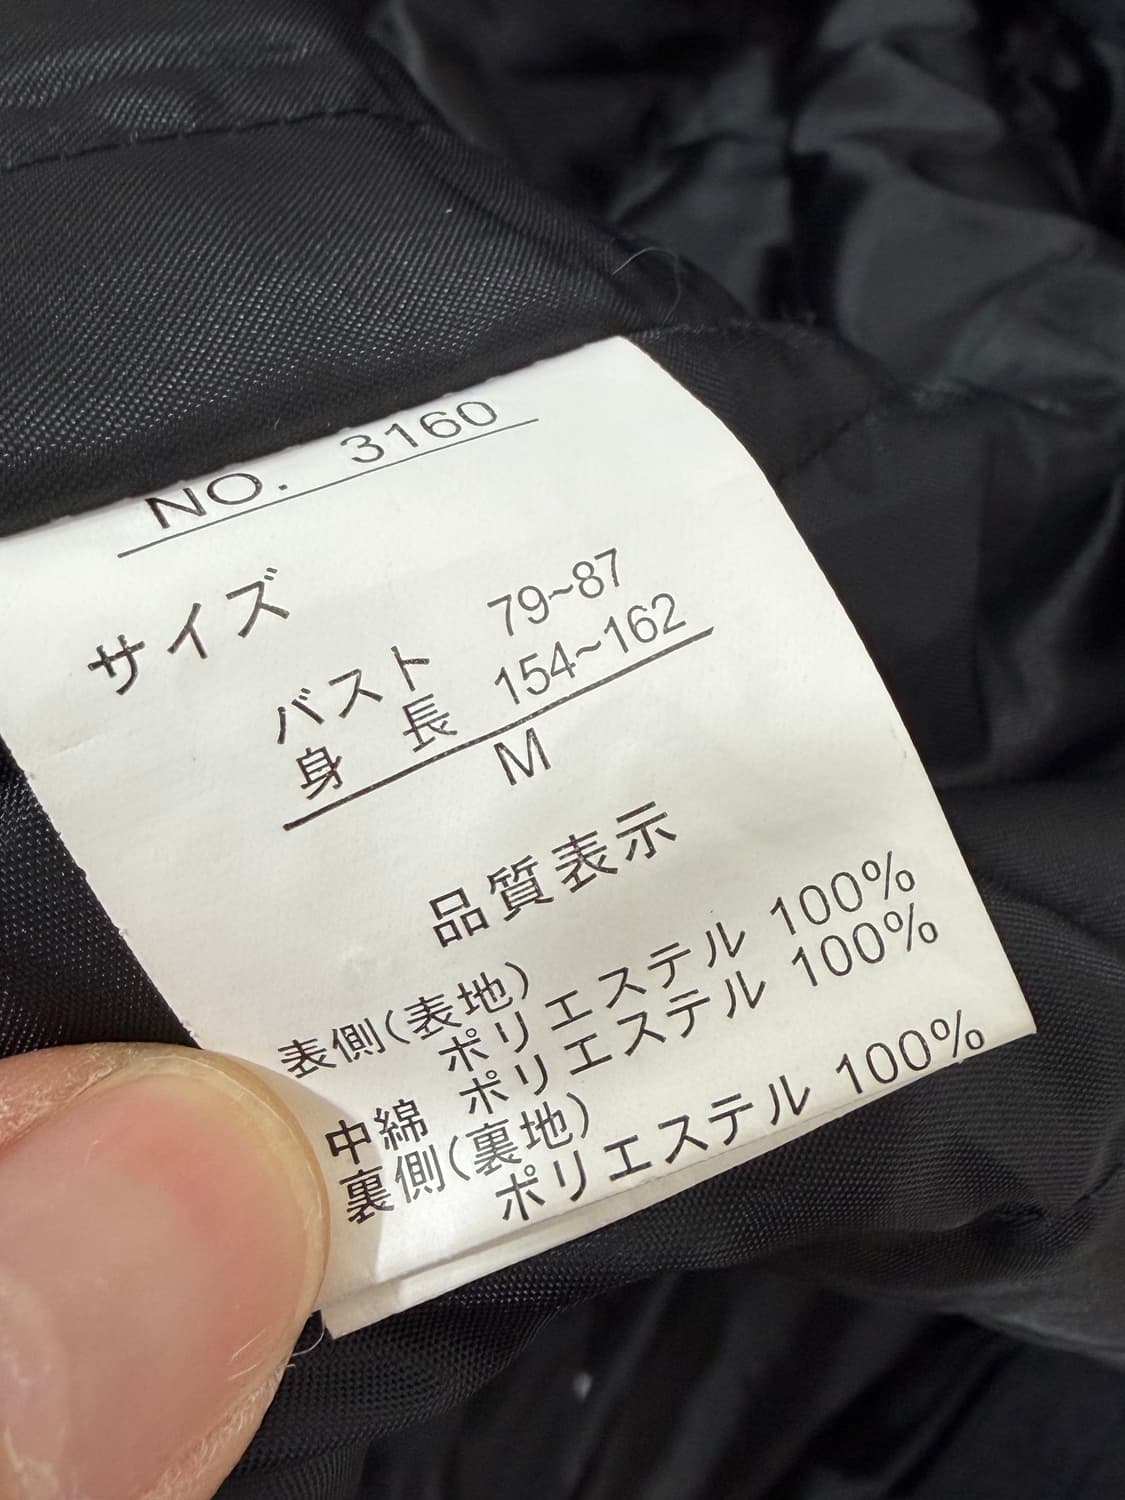 NO. 3160
サイズ
バスト 79~87
身長 154~162
M
品質表示
表側(表地)
ポリエステル 100%
中綿 ポリエステル 100%
裏側(裏地)
ポリエステル 100%